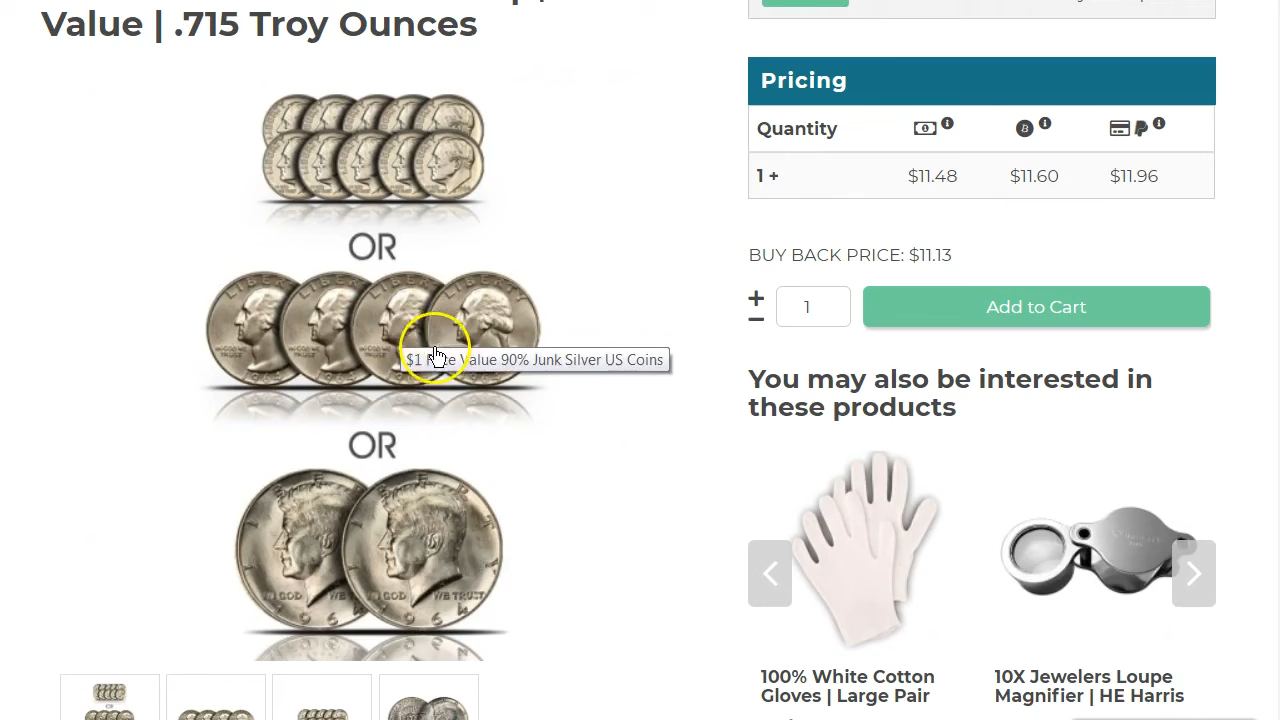 Value | .715 Troy Ounces
Pricing
Quantity
1 +
$11.48
$11.60
$11.96
OR
BUY BACK PRICE: $11.13
1
Add to Cart
$1 Face Value 90% Junk Silver US Coins
You may also be interested in
these products
OR
100% White Cotton
Gloves | Large Pair
10X Jewelers Loupe
Magnifier | HE Harris